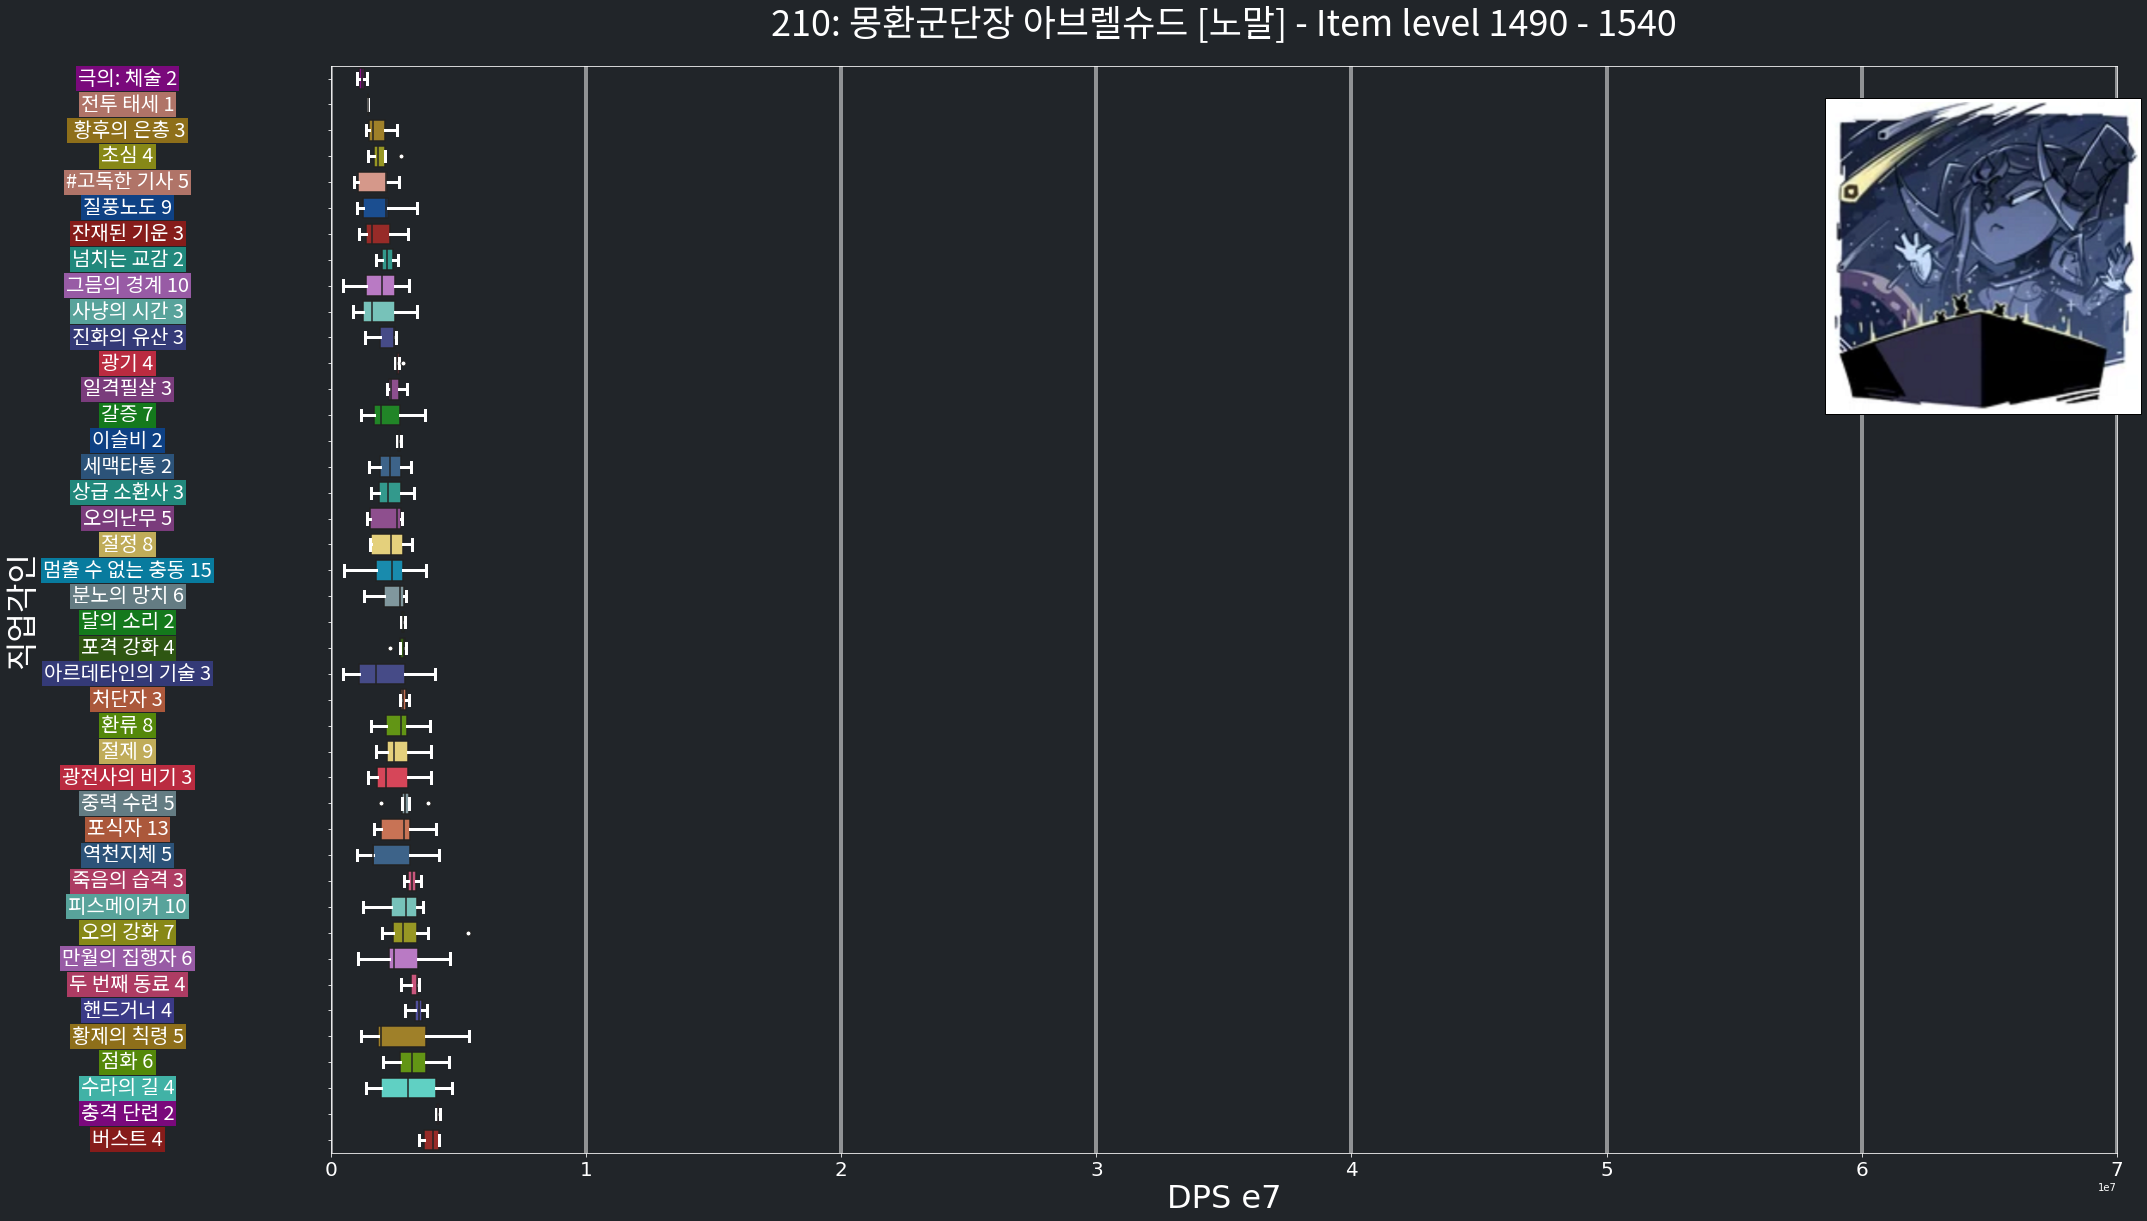 210: 몽환군단장 아브렐슈드 [노말] - Item level 1490 - 1540
직업각인
극의: 체술 2
전투 태세 1
황후의 은총 3
초심 4
#고독한 기사 5
질풍노도 9
잔재된 기운 3
넘치는 교감 2
그믐의 경계 10
사냥의 시간 3
진화의 유산 3
광기 4
일격필살 3
갈증 7
이슬비 2
세맥타통 2
상급 소환사 3
오의난무 5
절정 8
멈출 수 없는 충동 15
분노의 망치 6
달의 소리 2
포격 강화 4
아르데타인의 기술 3
처단자 3
환류 8
절제 9
광전사의 비기 3
중력 수련 5
포식자 13
역천지체 5
죽음의 습격 3
피스메이커 10
오의 강화 7
만월의 집행자 6
두 번째 동료 4
핸드거너 4
황제의 칙령 5
점화 6
수라의 길 4
충격 단련 2
버스트 4
0 1 2 3 4 5 6 7
1e7
DPS e7